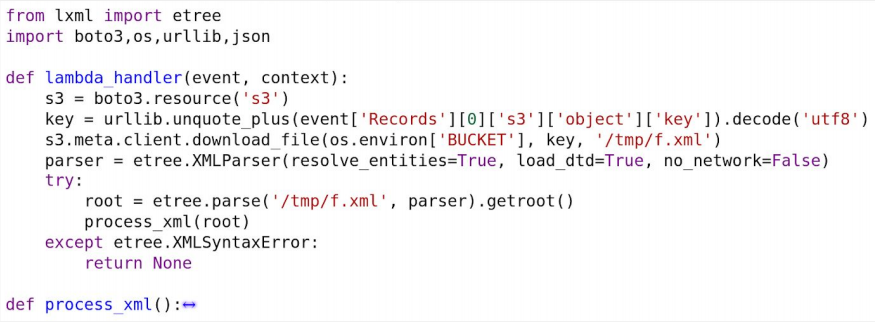 from lxml import etree
import boto3,os,urllib,json
def lambda_handler(event, context):
    s3 = boto3.resource('s3')
    key = urllib.unquote_plus(event['Records'][0]['s3']['object']['key']).decode('utf8')
    s3.meta.client.download_file(os.environ['BUCKET'], key, '/tmp/f.xml')
    parser = etree.XMLParser(resolve_entities=True, load_dtd=True, no_network=False)
    try:
        root = etree.parse('/tmp/f.xml', parser).getroot()
        process_xml(root)
    except etree.XMLSyntaxError:
        return None
def process_xml():↔